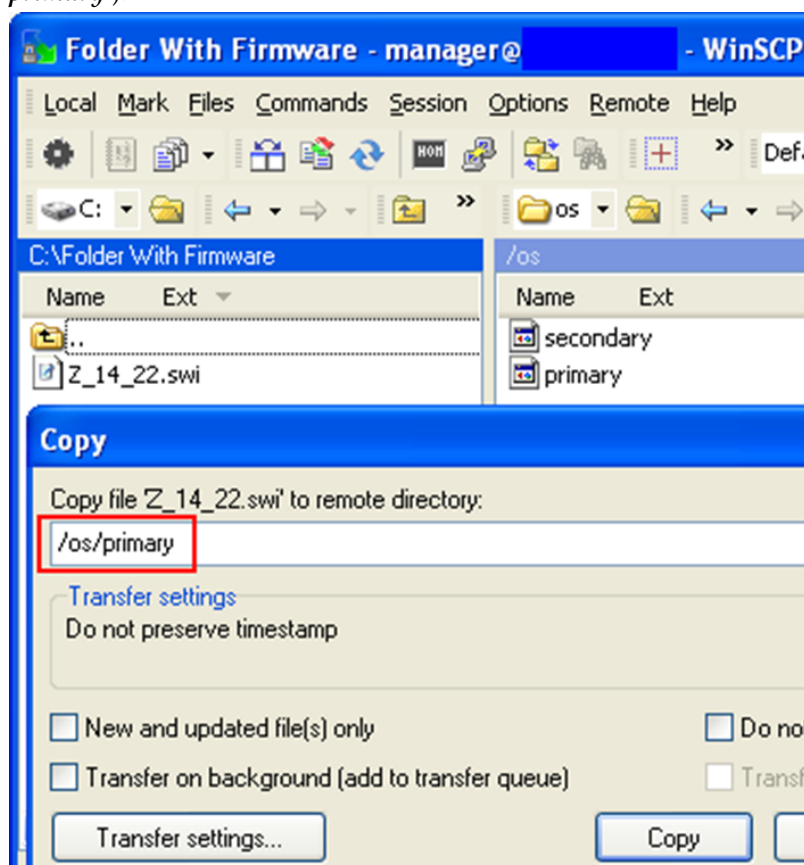 primary ,
Folder With Firmware - manager@ - WinSCP
Local Mark Files Commands Session Options Remote Help
Defa
C: os
C:\Folder With Firmware /os
Name Ext Name Ext
.. secondary
Z_14_22.swi primary
Copy
Copy file 'Z_14_22.swi' to remote directory:
/os/primary
Transfer settings
Do not preserve timestamp
New and updated file(s) only Do no
Transfer on background (add to transfer queue) Transf
Transfer settings... Copy